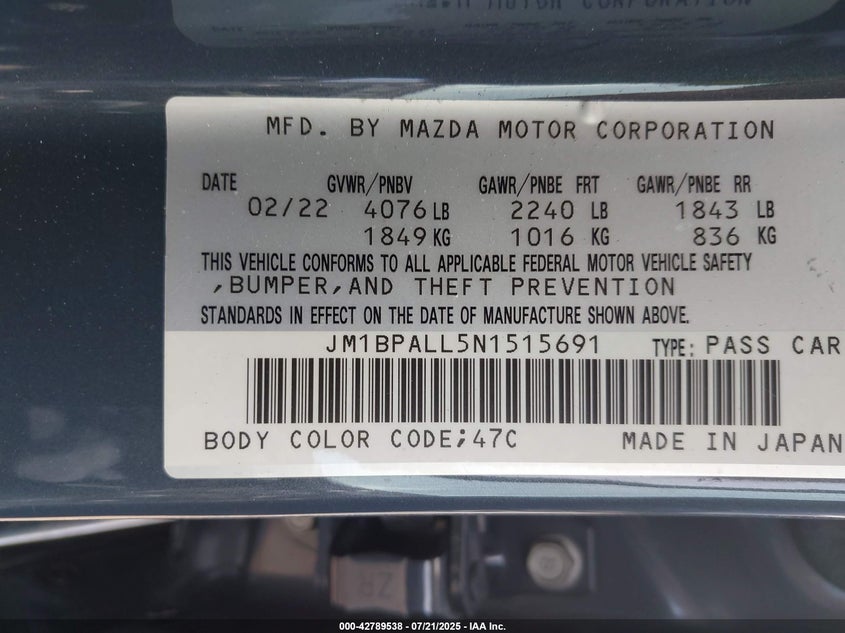 MOTOR CORPORATION
MFD. BY MAZDA MOTOR CORPORATION
DATE GVWR/PNBV GAWR/PNBE FRT GAWR/PNBE RR
02/22 4076 LB 2240 LB 1843 LB
1849 KG 1016 KG 836 KG
THIS VEHICLE CONFORMS TO ALL APPLICABLE FEDERAL MOTOR VEHICLE SAFETY
,BUMPER,AND THEFT PREVENTION
STANDARDS IN EFFECT ON THE DATE OF MANUFACTURE SHOWN ABOVE.
JM1BPALL5N1515691 TYPE: PASS CAR
BODY COLOR CODE;47C MADE IN JAPAN
000-42789538 - 07/21/2025 - IAA Inc.